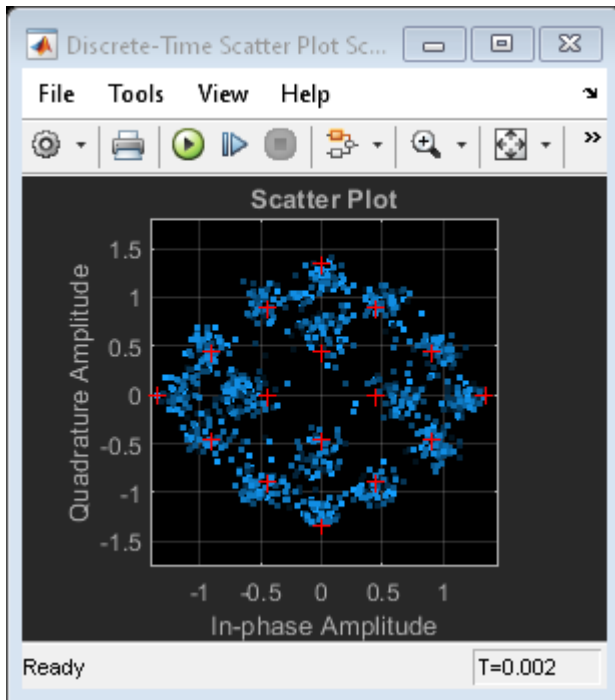 Discrete-Time Scatter Plot Sc...
File Tools View Help
Scatter Plot
Quadrature Amplitude
1.5
1
0.5
0
-0.5
-1
-1.5
-1 -0.5 0 0.5 1
In-phase Amplitude
Ready T=0.002